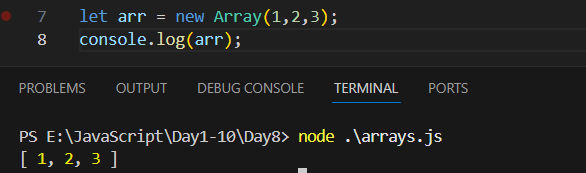 7 let arr = new Array(1,2,3);
8 console.log(arr);
PROBLEMS OUTPUT DEBUG CONSOLE TERMINAL PORTS
PS E:\JavaScript\Day1-10\Day8> node .\arrays.js
[ 1, 2, 3 ]